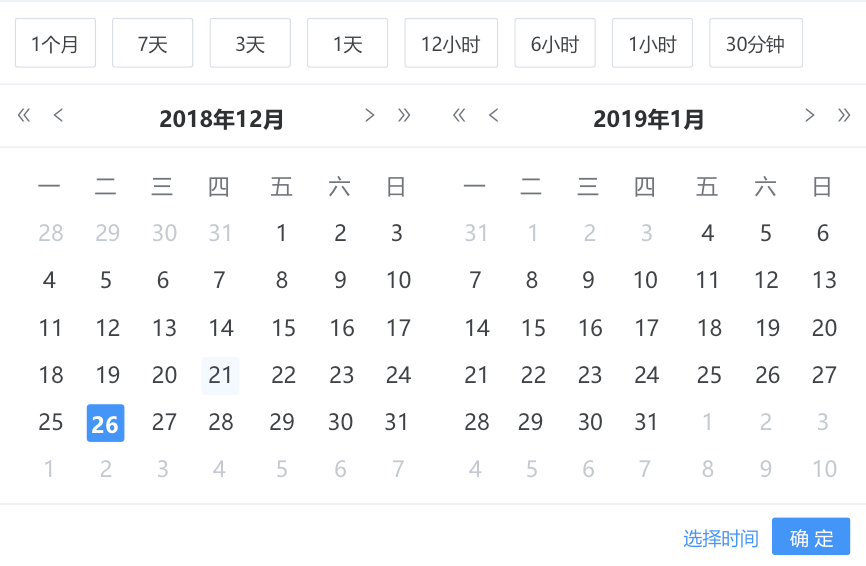 1个月 7天 3天 1天 12小时 6小时 1小时 30分钟
« < 2018年12月 > » « < 2019年1月 > »
一 二 三 四 五 六 日 一 二 三 四 五 六 日
28 29 30 31 1 2 3 31 1 2 3 4 5 6
4 5 6 7 8 9 10 7 8 9 10 11 12 13
11 12 13 14 15 16 17 14 15 16 17 18 19 20
18 19 20 21 22 23 24 21 22 23 24 25 26 27
25 26 27 28 29 30 31 28 29 30 31 1 2 3
1 2 3 4 5 6 7 4 5 6 7 8 9 10
选择时间 确 定